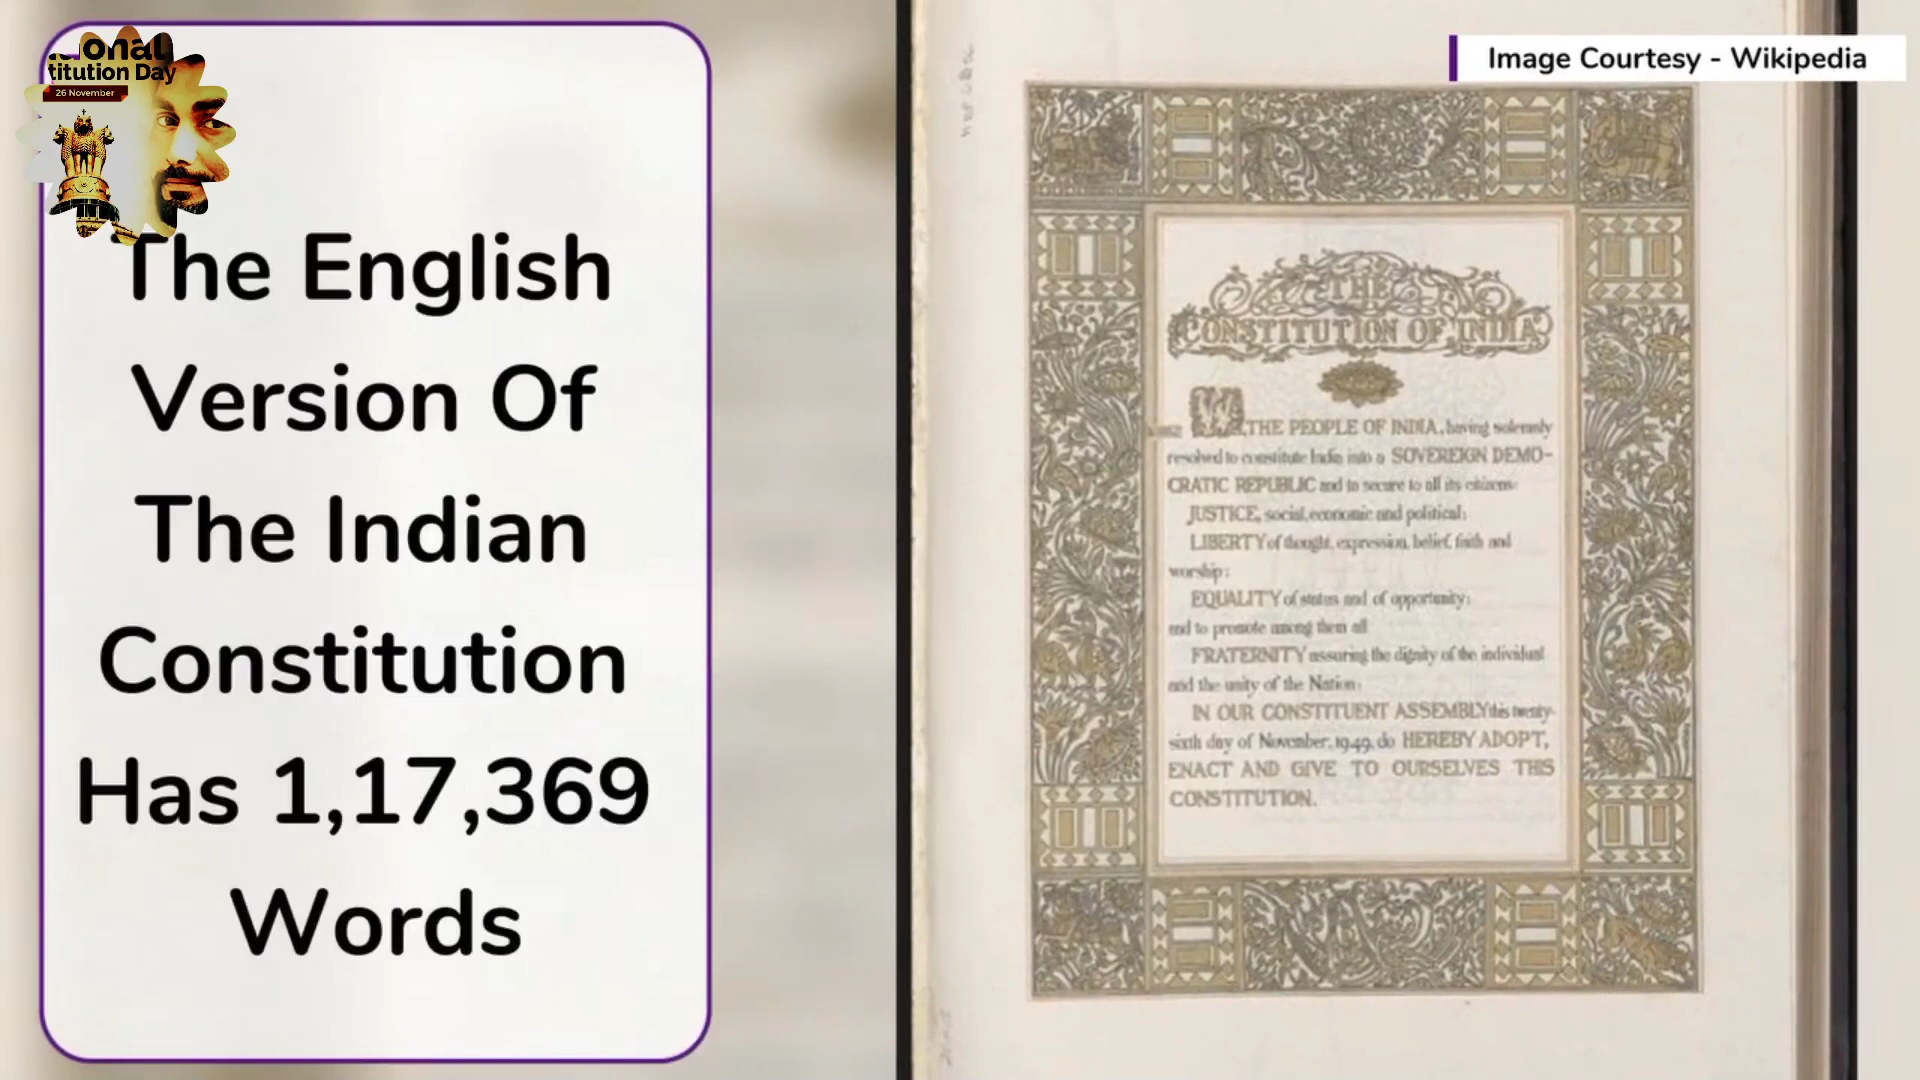 onal
titution Day
26 November
The English
Version Of
The Indian
Constitution
Has 1,17,369
Words
Image Courtesy - Wikipedia
THE
CONSTITUTION OF INDIA
WE, THE PEOPLE OF INDIA, having solemnly
resolved to constitute India into a SOVEREIGN DEMO-
CRATIC REPUBLIC and to secure to all its citizens:
JUSTICE, social, economic and political;
LIBERTY of thought, expression, belief, faith and
worship;
EQUALITY of status and of opportunity;
and to promote among them all
FRATERNITY assuring the dignity of the individual
and the unity of the Nation;
IN OUR CONSTITUENT ASSEMBLY this twenty-
sixth day of November, 1949, do HEREBY ADOPT,
ENACT AND GIVE TO OURSELVES THIS
CONSTITUTION.